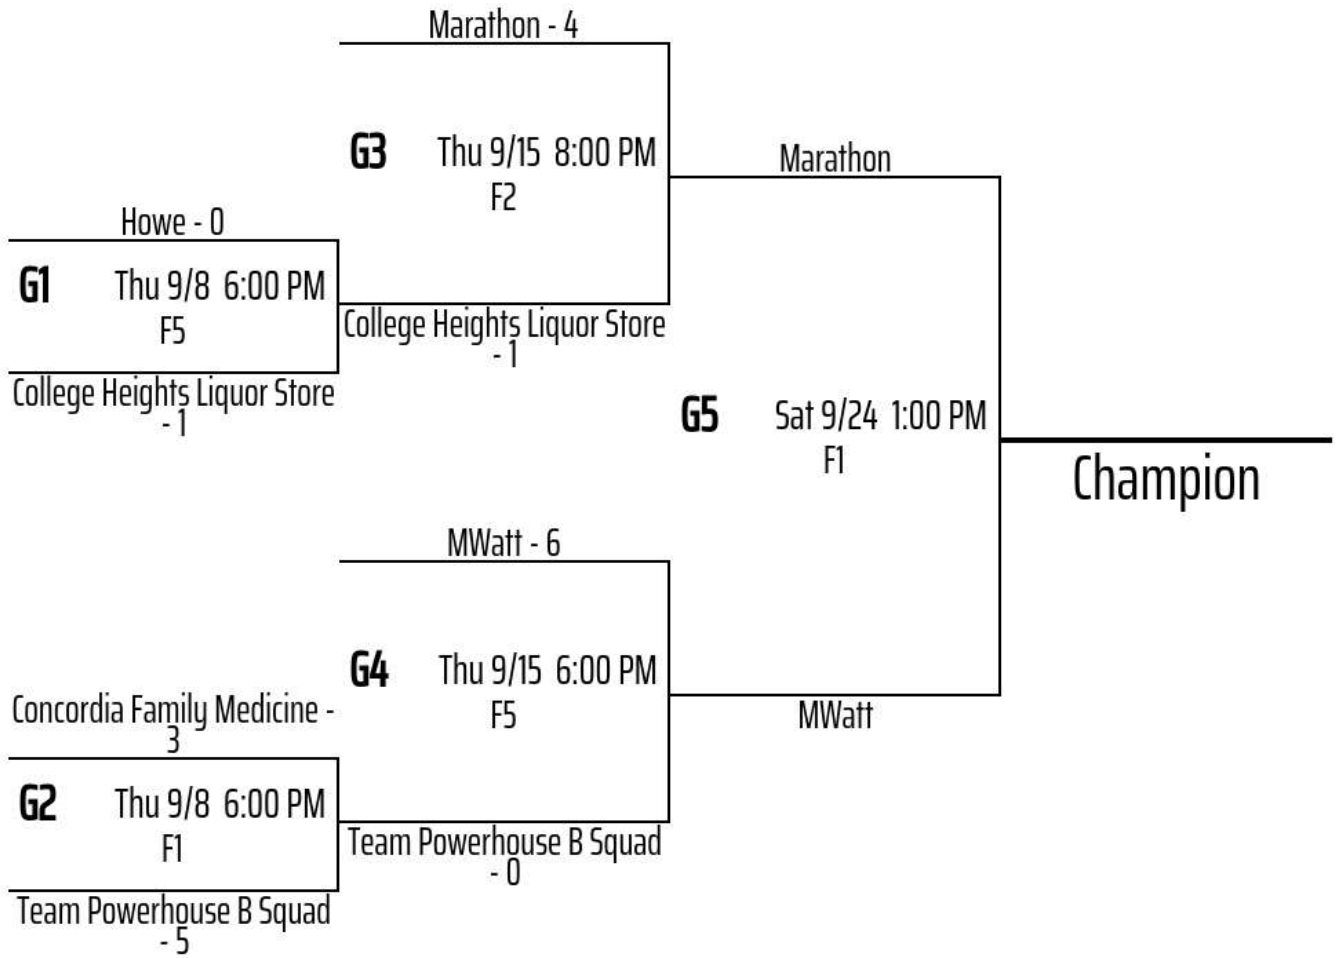 Marathon - 4
G3 Thu 9/15 8:00 PM
F2
Marathon
Howe - 0
G1 Thu 9/8 6:00 PM
F5
College Heights Liquor Store
- 1
College Heights Liquor Store
- 1
G5 Sat 9/24 1:00 PM
F1
Champion
MWatt - 6
G4 Thu 9/15 6:00 PM
F5
MWatt
Concordia Family Medicine -
3
G2 Thu 9/8 6:00 PM
F1
Team Powerhouse B Squad
- 0
Team Powerhouse B Squad
- 5